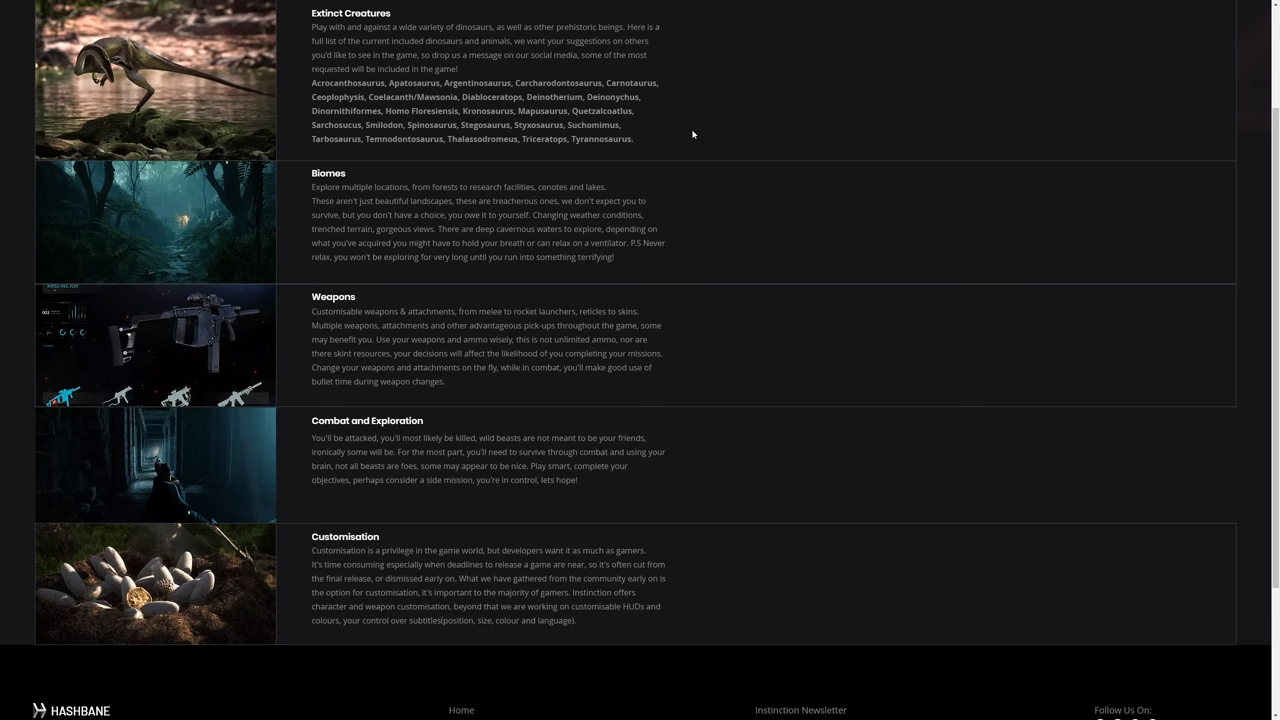 Extinct Creatures
Play with and against a wide variety of dinosaurs, as well as other prehistoric beings. Here is a
full list of the current included dinosaurs and animals, we want your suggestions on others
you'd like to see in the game, so drop us a message on our social media, some of the most
requested will be included in the game!
Acrocanthosaurus, Apatosaurus, Argentinosaurus, Carcharodontosaurus, Carnotaurus,
Ceoplophysis, Coelacanth/Mawsonia, Diabloceratops, Deinotherium, Deinonychus,
Dinornithiformes, Homo Floresiensis, Kronosaurus, Mapusaurus, Quetzalcoatlus,
Sarchosucus, Smilodon, Spinosaurus, Stegosaurus, Styxosaurus, Suchomimus,
Tarbosaurus, Temnodontosaurus, Thalassodromeus, Triceratops, Tyrannosaurus.
Biomes
Explore multiple locations, from forests to research facilities, cenotes and lakes.
These aren't just beautiful landscapes, these are treacherous ones, we don't expect you to
survive, but you don't have a choice, you owe it to yourself. Changing weather conditions,
trenched terrain, gorgeous views. There are deep cavernous waters to explore, depending on
what you've acquired you might have to hold your breath or can relax on a ventilator. P.S Never
relax, you won't be exploring for very long until you run into something terrifying!
Weapons
Customisable weapons & attachments, from melee to rocket launchers, reticles to skins.
Multiple weapons, attachments and other advantageous pick-ups throughout the game, some
may benefit you. Use your weapons and ammo wisely, this is not unlimited ammo, nor are
there skint resources, your decisions will affect the likelihood of you completing your missions.
Change your weapons and attachments on the fly, while in combat, you'll make good use of
bullet time during weapon changes.
Combat and Exploration
You'll be attacked, you'll most likely be killed, wild beasts are not meant to be your friends,
ironically some will be. For the most part, you'll need to survive through combat and using your
brain, not all beasts are foes, some may appear to be nice. Play smart, complete your
objectives, perhaps consider a side mission, you're in control, lets hope!
Customisation
Customisation is a privilege in the game world, but developers want it as much as gamers.
It's time consuming especially when deadlines to release a game are near, so it's often cut from
the final release, or dismissed early on. What we have gathered from the community early on is
the option for customisation, it's important to the majority of gamers. Instinction offers
character and weapon customisation, beyond that we are working on customisable HUDs and
colours, your control over subtitles(position, size, colour and language).
HASHBANE
Home
Instinction Newsletter
Follow Us On: